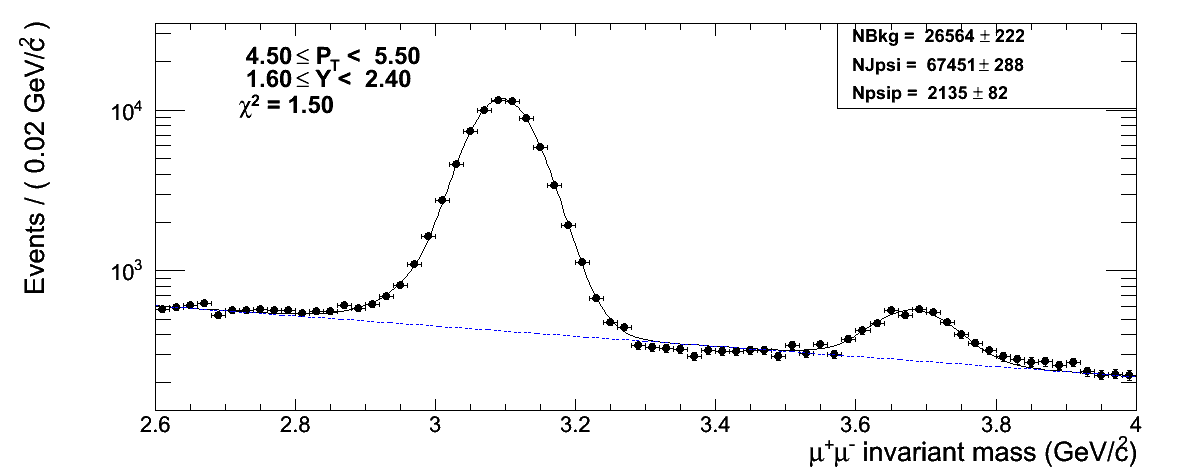 Events / ( 0.02 GeV/c² )
4.50 ≤ P_T < 5.50
1.60 ≤ Y < 2.40
χ² = 1.50
NBkg = 26564 ± 222
NJpsi = 67451 ± 288
Npsip = 2135 ± 82
10⁴
10³
2.6 2.8 3 3.2 3.4 3.6 3.8 4
μ⁺μ⁻ invariant mass (GeV/c²)